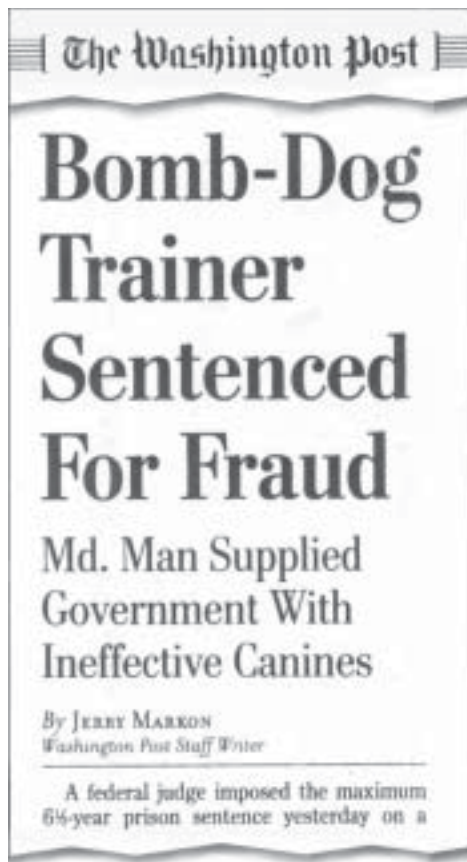 The Washington Post
Bomb-Dog
Trainer
Sentenced
For Fraud
Md. Man Supplied
Government With
Ineffective Canines
By JERRY MARKON
Washington Post Staff Writer
A federal judge imposed the maximum
6½-year prison sentence yesterday on a